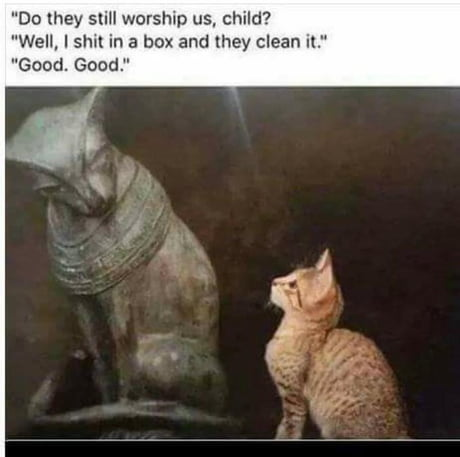 "Do they still worship us, child?
"Well, I shit in a box and they clean it."
"Good. Good."